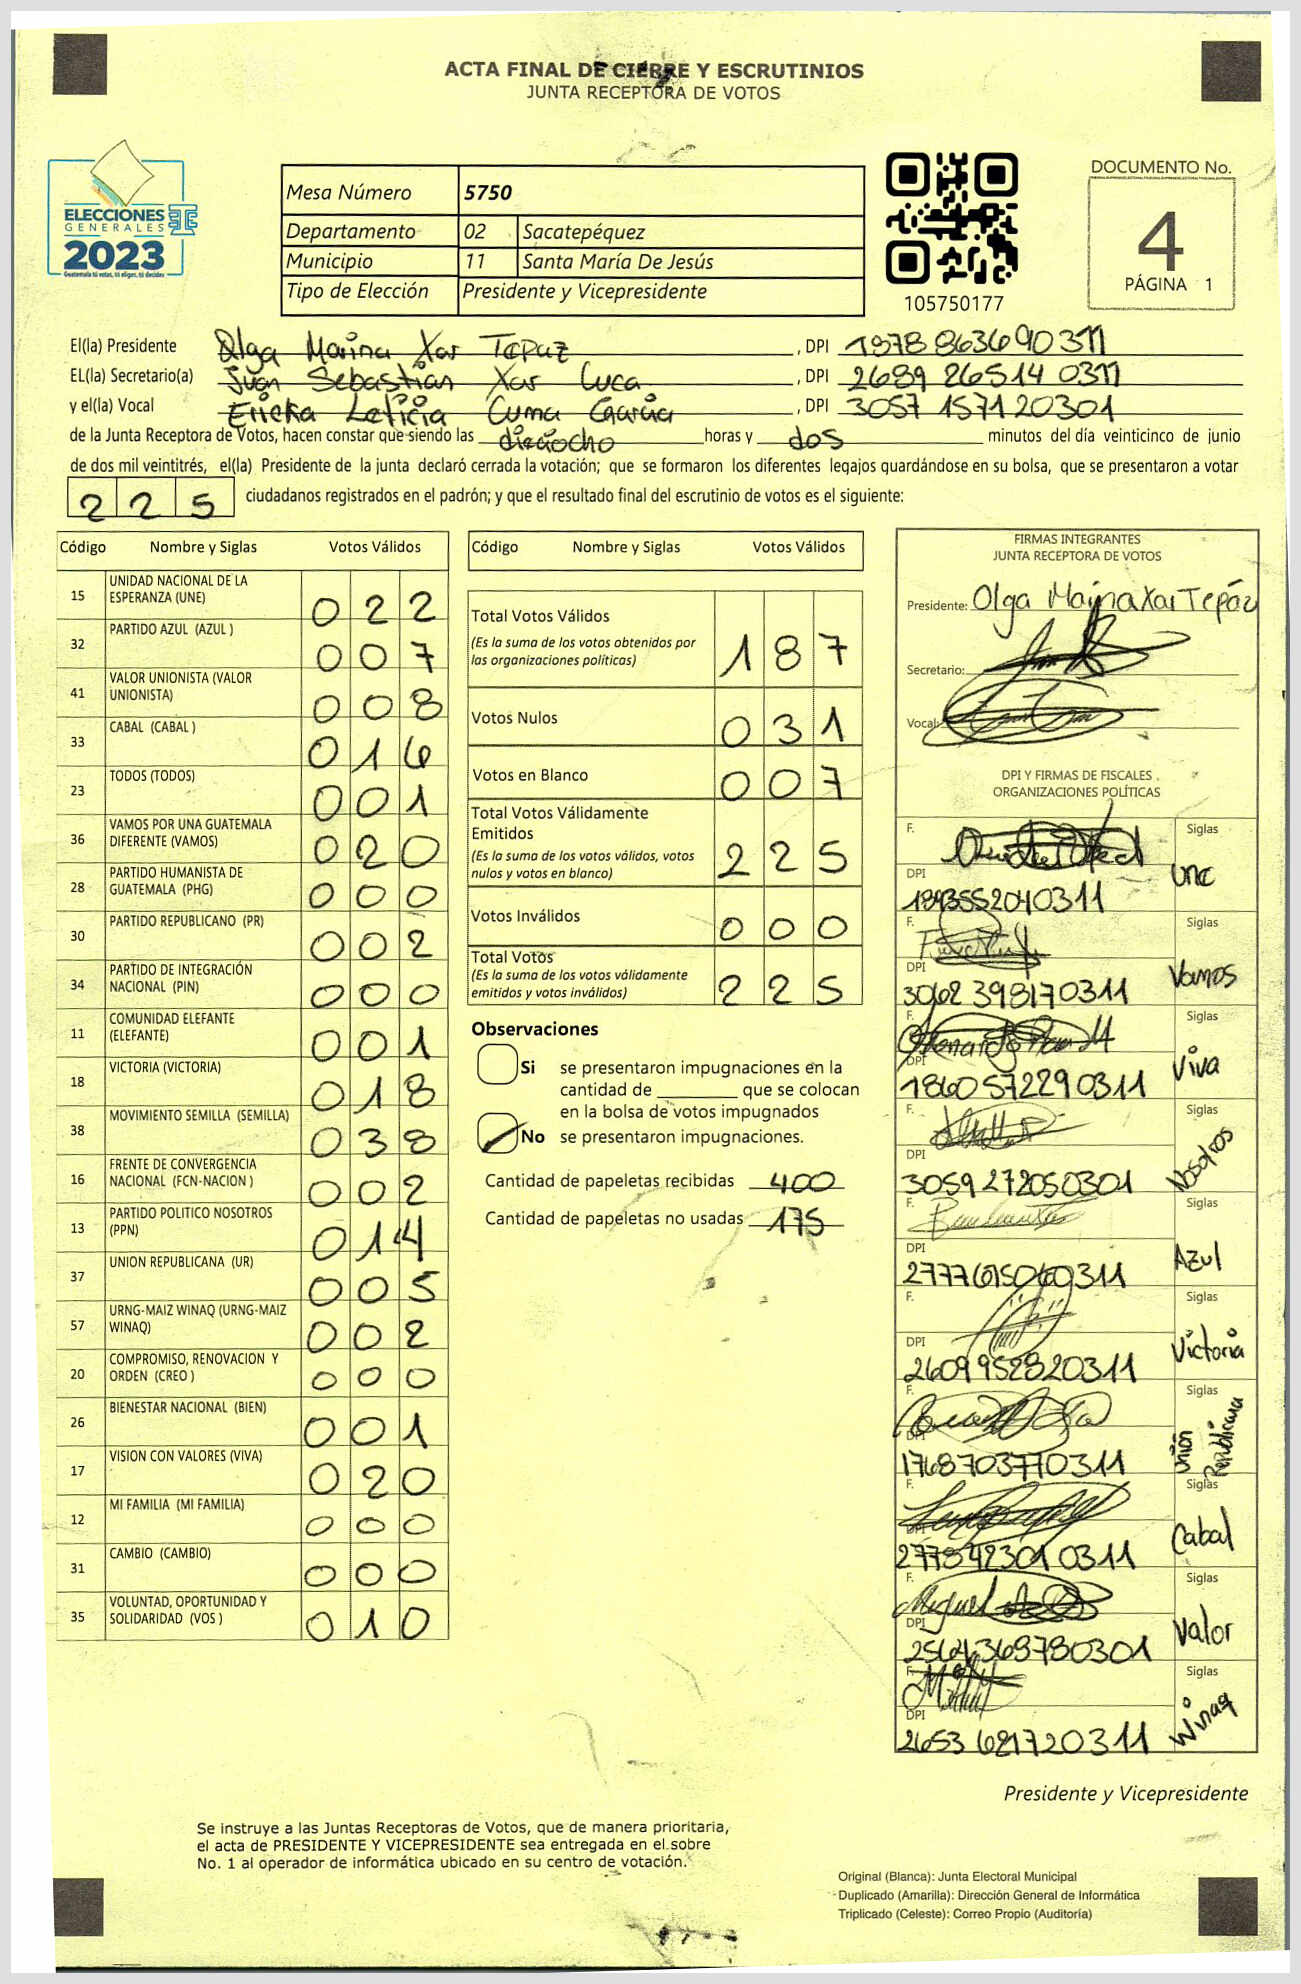 ACTA FINAL DE CIERRE Y ESCRUTINIOS
JUNTA RECEPTORA DE VOTOS
ELECCIONES
GENERALES
2023
Guatemala tú votas, tú eliges, tú decides
Mesa Número 5750
Departamento 02 Sacatepéquez
Municipio 11 Santa María De Jesús
Tipo de Elección Presidente y Vicepresidente
105750177
DOCUMENTO No.
4
PÁGINA 1
El(la) Presidente Olga Marina Xar Tepaz, DPI 1978 86369 0311
EL(la) Secretario(a) Juan Sebastián Xar Luca, DPI 2689 26514 0311
y el(la) Vocal Ericka Leticia Cuma García, DPI 3057 15712 0301
de la Junta Receptora de Votos, hacen constar que siendo las dieciocho horas y dos minutos del día veinticinco de junio
de dos mil veintitrés, el(la) Presidente de la junta declaró cerrada la votación; que se formaron los diferentes legajos guardándose en su bolsa, que se presentaron a votar
225 ciudadanos registrados en el padrón; y que el resultado final del escrutinio de votos es el siguiente:
Código Nombre y Siglas Votos Válidos
15 UNIDAD NACIONAL DE LA ESPERANZA (UNE) 022
32 PARTIDO AZUL (AZUL ) 007
41 VALOR UNIONISTA (VALOR UNIONISTA) 008
33 CABAL (CABAL ) 016
23 TODOS (TODOS) 001
36 VAMOS POR UNA GUATEMALA DIFERENTE (VAMOS) 020
28 PARTIDO HUMANISTA DE GUATEMALA (PHG) 000
30 PARTIDO REPUBLICANO (PR) 002
34 PARTIDO DE INTEGRACIÓN NACIONAL (PIN) 000
11 COMUNIDAD ELEFANTE (ELEFANTE) 001
18 VICTORIA (VICTORIA) 018
38 MOVIMIENTO SEMILLA (SEMILLA) 038
16 FRENTE DE CONVERGENCIA NACIONAL (FCN-NACION ) 002
13 PARTIDO POLITICO NOSOTROS (PPN) 014
37 UNION REPUBLICANA (UR) 005
57 URNG-MAIZ WINAQ (URNG-MAIZ WINAQ) 002
20 COMPROMISO, RENOVACION Y ORDEN (CREO ) 000
26 BIENESTAR NACIONAL (BIEN) 001
17 VISION CON VALORES (VIVA) 020
12 MI FAMILIA (MI FAMILIA) 000
31 CAMBIO (CAMBIO) 000
35 VOLUNTAD, OPORTUNIDAD Y SOLIDARIDAD (VOS ) 010
Código Nombre y Siglas Votos Válidos
Total Votos Válidos 187
(Es la suma de los votos obtenidos por las organizaciones políticas)
Votos Nulos 031
Votos en Blanco 007
Total Votos Válidamente Emitidos 225
(Es la suma de los votos válidos, votos nulos y votos en blanco)
Votos Inválidos 000
Total Votos 225
(Es la suma de los votos válidamente emitidos y votos inválidos)
Observaciones
Si se presentaron impugnaciones en la
cantidad de ________ que se colocan
en la bolsa de votos impugnados
No se presentaron impugnaciones.
Cantidad de papeletas recibidas 400
Cantidad de papeletas no usadas 175
FIRMAS INTEGRANTES
JUNTA RECEPTORA DE VOTOS
Presidente: Olga Marina Xar Tepáz
Secretario:
Vocal:
DPI Y FIRMAS DE FISCALES
ORGANIZACIONES POLÍTICAS
F. Siglas
DPI UNE
F. Siglas
DPI 3062 39817 0311 Vamos
F. Siglas
DPI 1860 57229 0311 Viva
F. Siglas
DPI 3059 27205 0301 Nosotros
F. Siglas
DPI Azul
F. Siglas
DPI 2609 95282 0311 Victoria
F. Siglas
DPI 1768 70377 0311 Unión Republicana
F. Siglas
DPI 2778 42301 0311 Cabal
F. Miguel Siglas
DPI 2564 36978 0301 Valor
F. Siglas
DPI 2653 62172 0311 Winaq
Presidente y Vicepresidente
Se instruye a las Juntas Receptoras de Votos, que de manera prioritaria,
el acta de PRESIDENTE Y VICEPRESIDENTE sea entregada en el sobre
No. 1 al operador de informática ubicado en su centro de votación.
Original (Blanca): Junta Electoral Municipal
Duplicado (Amarilla): Dirección General de Informática
Triplicado (Celeste): Correo Propio (Auditoría)